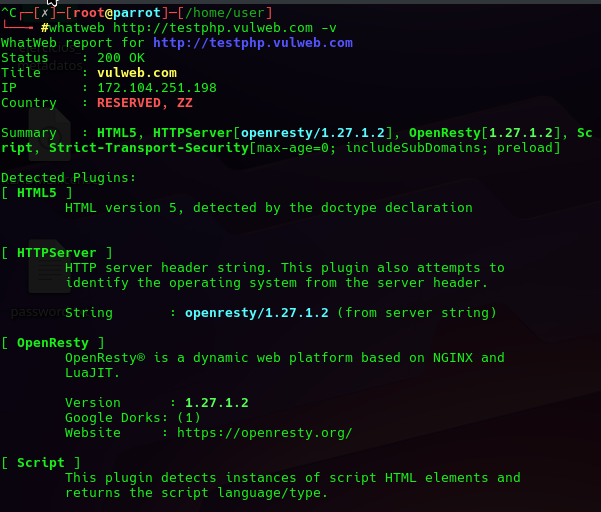 ^C┌─[✗]─[root@parrot]─[/home/user]
└──╼ #whatweb http://testphp.vulweb.com -v
WhatWeb report for http://testphp.vulweb.com
Status    : 200 OK
Title     : vulweb.com
IP        : 172.104.251.198
Country   : RESERVED, ZZ
Summary   : HTML5, HTTPServer[openresty/1.27.1.2], OpenResty[1.27.1.2], Sc
ript, Strict-Transport-Security[max-age=0; includeSubDomains; preload]
Detected Plugins:
[ HTML5 ]
HTML version 5, detected by the doctype declaration
[ HTTPServer ]
HTTP server header string. This plugin also attempts to
identify the operating system from the server header.
String       : openresty/1.27.1.2 (from server string)
[ OpenResty ]
OpenResty® is a dynamic web platform based on NGINX and
LuaJIT.
Version      : 1.27.1.2
Google Dorks: (1)
Website     : https://openresty.org/
[ Script ]
This plugin detects instances of script HTML elements and
returns the script language/type.